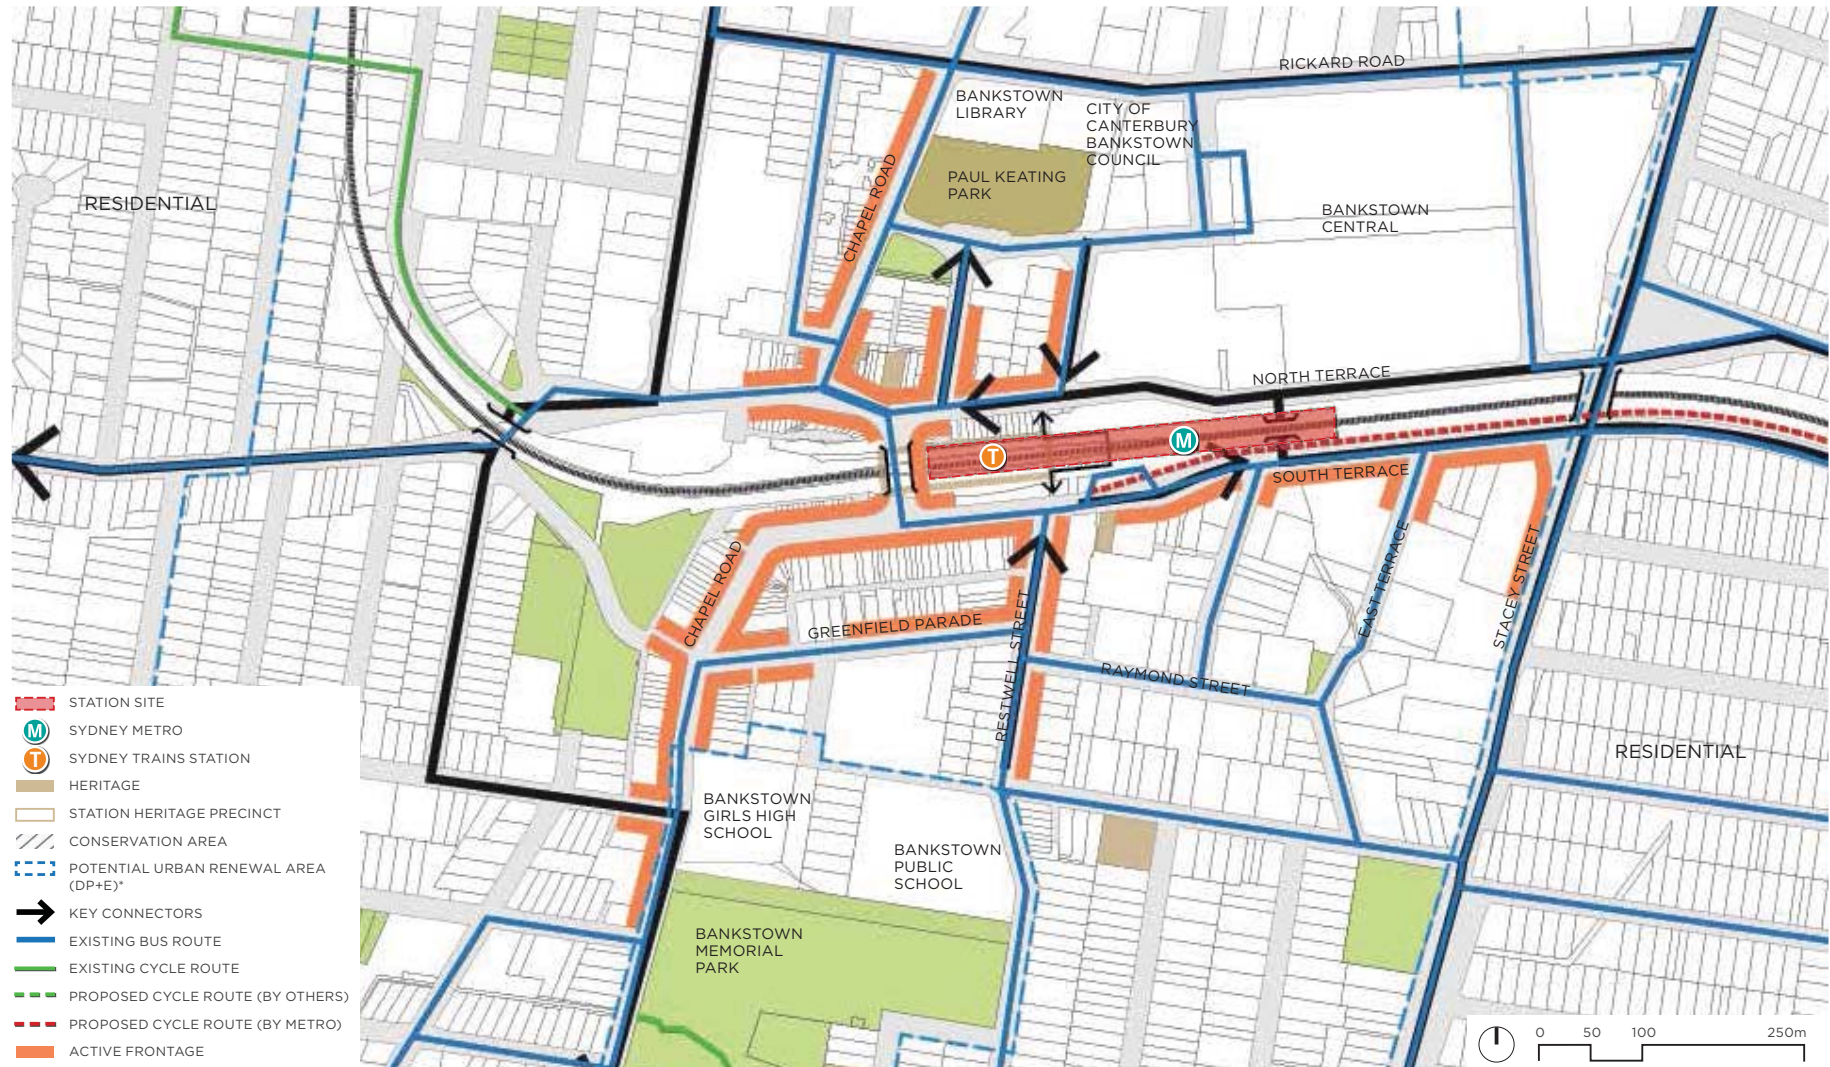 RICKARD ROAD
BANKSTOWN
LIBRARY
CITY OF
CANTERBURY
BANKSTOWN
COUNCIL
CHAPEL ROAD
PAUL KEATING
PARK
RESIDENTIAL
BANKSTOWN
CENTRAL
NORTH TERRACE
M
T
SOUTH TERRACE
CHAPEL ROAD
GREENFIELD PARADE
RESTWELL STREET
RAYMOND STREET
EAST TERRACE
STACEY STREET
RESIDENTIAL
BANKSTOWN
GIRLS HIGH
SCHOOL
BANKSTOWN
PUBLIC
SCHOOL
BANKSTOWN
MEMORIAL
PARK
STATION SITE
M SYDNEY METRO
T SYDNEY TRAINS STATION
HERITAGE
STATION HERITAGE PRECINCT
CONSERVATION AREA
POTENTIAL URBAN RENEWAL AREA
(DP+E)*
KEY CONNECTORS
EXISTING BUS ROUTE
EXISTING CYCLE ROUTE
PROPOSED CYCLE ROUTE (BY OTHERS)
PROPOSED CYCLE ROUTE (BY METRO)
ACTIVE FRONTAGE
0 50 100 250m